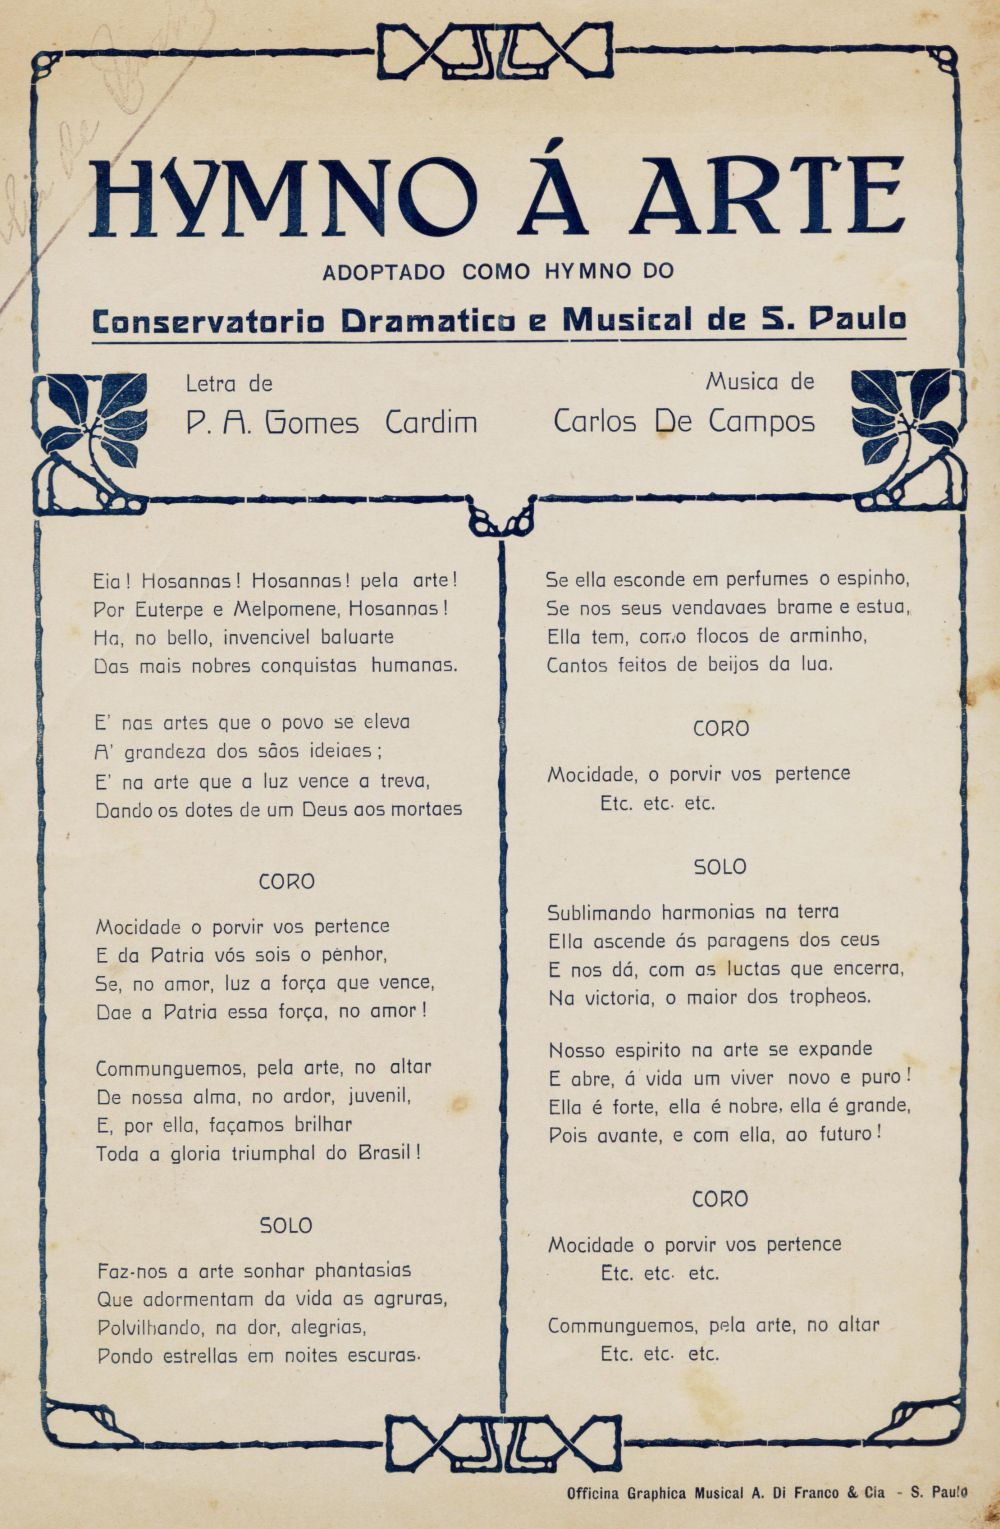 HYMNO Á ARTE
ADOPTADO COMO HYMNO DO
Conservatorio Dramatico e Musical de S. Paulo
Letra de
P. A. Gomes Cardim
Musica de
Carlos De Campos
Eia! Hosannas! Hosannas! pela arte!
Por Euterpe e Melpomene, Hosannas!
Ha, no bello, invencivel baluarte
Das mais nobres conquistas humanas.
E' nas artes que o povo se eleva
A' grandeza dos sãos ideiaes;
E' na arte que a luz vence a treva,
Dando os dotes de um Deus aos mortaes
CORO
Mocidade o porvir vos pertence
E da Patria vós sois o penhor,
Se, no amor, luz a força que vence,
Dae a Patria essa força, no amor!
Communguemos, pela arte, no altar
De nossa alma, no ardor, juvenil,
E, por ella, façamos brilhar
Toda a gloria triumphal do Brasil!
SOLO
Faz-nos a arte sonhar phantasias
Que adormentam da vida as agruras,
Polvilhando, na dor, alegrias,
Pondo estrellas em noites escuras.
Se ella esconde em perfumes o espinho,
Se nos seus vendavaes brame e estua,
Ella tem, como flocos de arminho,
Cantos feitos de beijos da lua.
CORO
Mocidade, o porvir vos pertence
Etc. etc. etc.
SOLO
Sublimando harmonias na terra
Ella ascende ás paragens dos ceus
E nos dá, com as luctas que encerra,
Na victoria, o maior dos tropheos.
Nosso espirito na arte se expande
E abre, á vida um viver novo e puro!
Ella é forte, ella é nobre, ella é grande,
Pois avante, e com ella, ao futuro!
CORO
Mocidade o porvir vos pertence
Etc. etc. etc.
Communguemos, pela arte, no altar
Etc. etc. etc.
Officina Graphica Musical A. Di Franco & Cia - S. Paulo